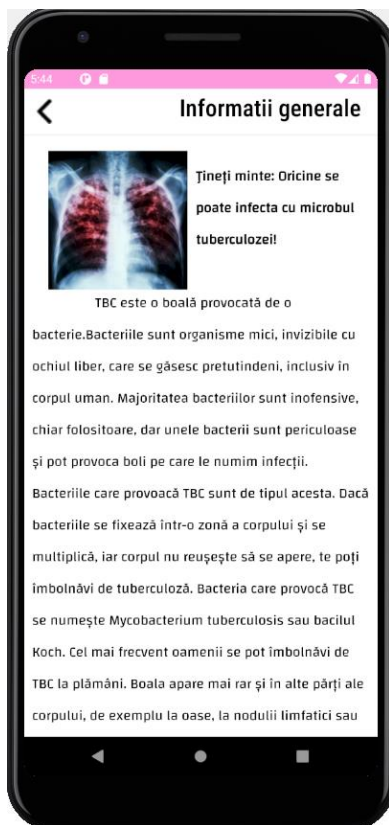 5:44
Informatii generale
Țineți minte: Oricine se
poate infecta cu microbul
tuberculozei!
TBC este o boală provocată de o
bacterie.Bacteriile sunt organisme mici, invizibile cu
ochiul liber, care se găsesc pretutindeni, inclusiv în
corpul uman. Majoritatea bacteriilor sunt inofensive,
chiar folositoare, dar unele bacterii sunt periculoase
și pot provoca boli pe care le numim infecții.
Bacteriile care provoacă TBC sunt de tipul acesta. Dacă
bacteriile se fixează într-o zonă a corpului și se
multiplică, iar corpul nu reușește să se apere, te poți
îmbolnăvi de tuberculoză. Bacteria care provocă TBC
se numește Mycobacterium tuberculosis sau bacilul
Koch. Cel mai frecvent oamenii se pot îmbolnăvi de
TBC la plămâni. Boala apare mai rar și în alte părți ale
corpului, de exemplu la oase, la nodulii limfatici sau